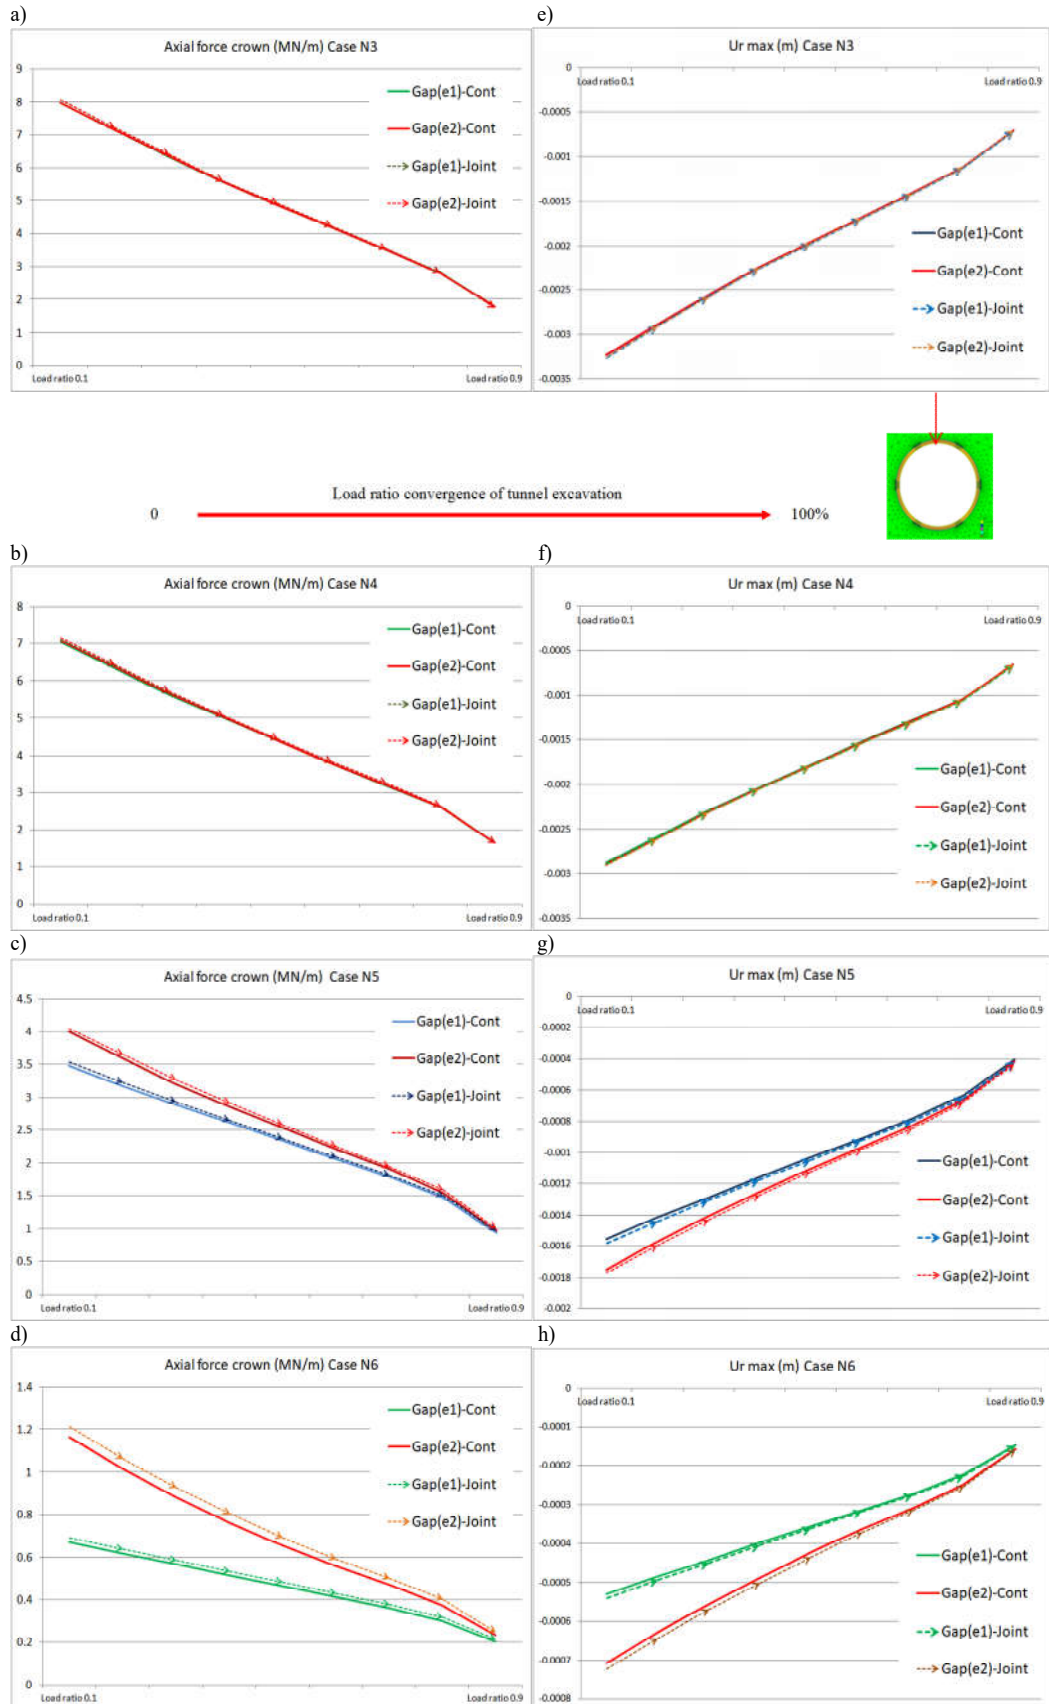 a)
Axial force crown (MN/m) Case N3
9
8
7
6
5
4
3
2
1
0
Load ratio 0.1
Load ratio 0.9
Gap(e1)-Cont
Gap(e2)-Cont
Gap(e1)-Joint
Gap(e2)-Joint
e)
Ur max (m) Case N3
0
-0.0005
-0.001
-0.0015
-0.002
-0.0025
-0.003
-0.0035
Load ratio 0.1
Load ratio 0.9
Gap(e1)-Cont
Gap(e2)-Cont
Gap(e1)-Joint
Gap(e2)-Joint
Load ratio convergence of tunnel excavation
0
100%
b)
Axial force crown (MN/m) Case N4
8
7
6
5
4
3
2
1
0
Load ratio 0.1
Load ratio 0.9
Gap(e1)-Cont
Gap(e2)-Cont
Gap(e1)-Joint
Gap(e2)-Joint
f)
Ur max (m) Case N4
0
-0.0005
-0.001
-0.0015
-0.002
-0.0025
-0.003
-0.0035
Load ratio 0.1
Load ratio 0.9
Gap(e1)-Cont
Gap(e2)-Cont
Gap(e1)-Joint
Gap(e2)-Joint
c)
Axial force crown (MN/m) Case N5
4.5
4
3.5
3
2.5
2
1.5
1
0.5
0
Load ratio 0.1
Load ratio 0.9
Gap(e1)-Cont
Gap(e2)-Cont
Gap(e1)-Joint
Gap(e2)-joint
g)
Ur max (m) Case N5
0
-0.0002
-0.0004
-0.0006
-0.0008
-0.001
-0.0012
-0.0014
-0.0016
-0.0018
-0.002
Load ratio 0.1
Load ratio 0.9
Gap(e1)-Cont
Gap(e2)-Cont
Gap(e1)-Joint
Gap(e2)-Joint
d)
Axial force crown (MN/m) Case N6
1.4
1.2
1
0.8
0.6
0.4
0.2
0
Load ratio 0.1
Load ratio 0.9
Gap(e1)-Cont
Gap(e2)-Cont
Gap(e1)-Joint
Gap(e2)-Joint
h)
Ur max (m) Case N6
0
-0.0001
-0.0002
-0.0003
-0.0004
-0.0005
-0.0006
-0.0007
-0.0008
Load ratio 0.1
Load ratio 0.9
Gap(e1)-Cont
Gap(e2)-Cont
Gap(e1)-Joint
Gap(e2)-Joint